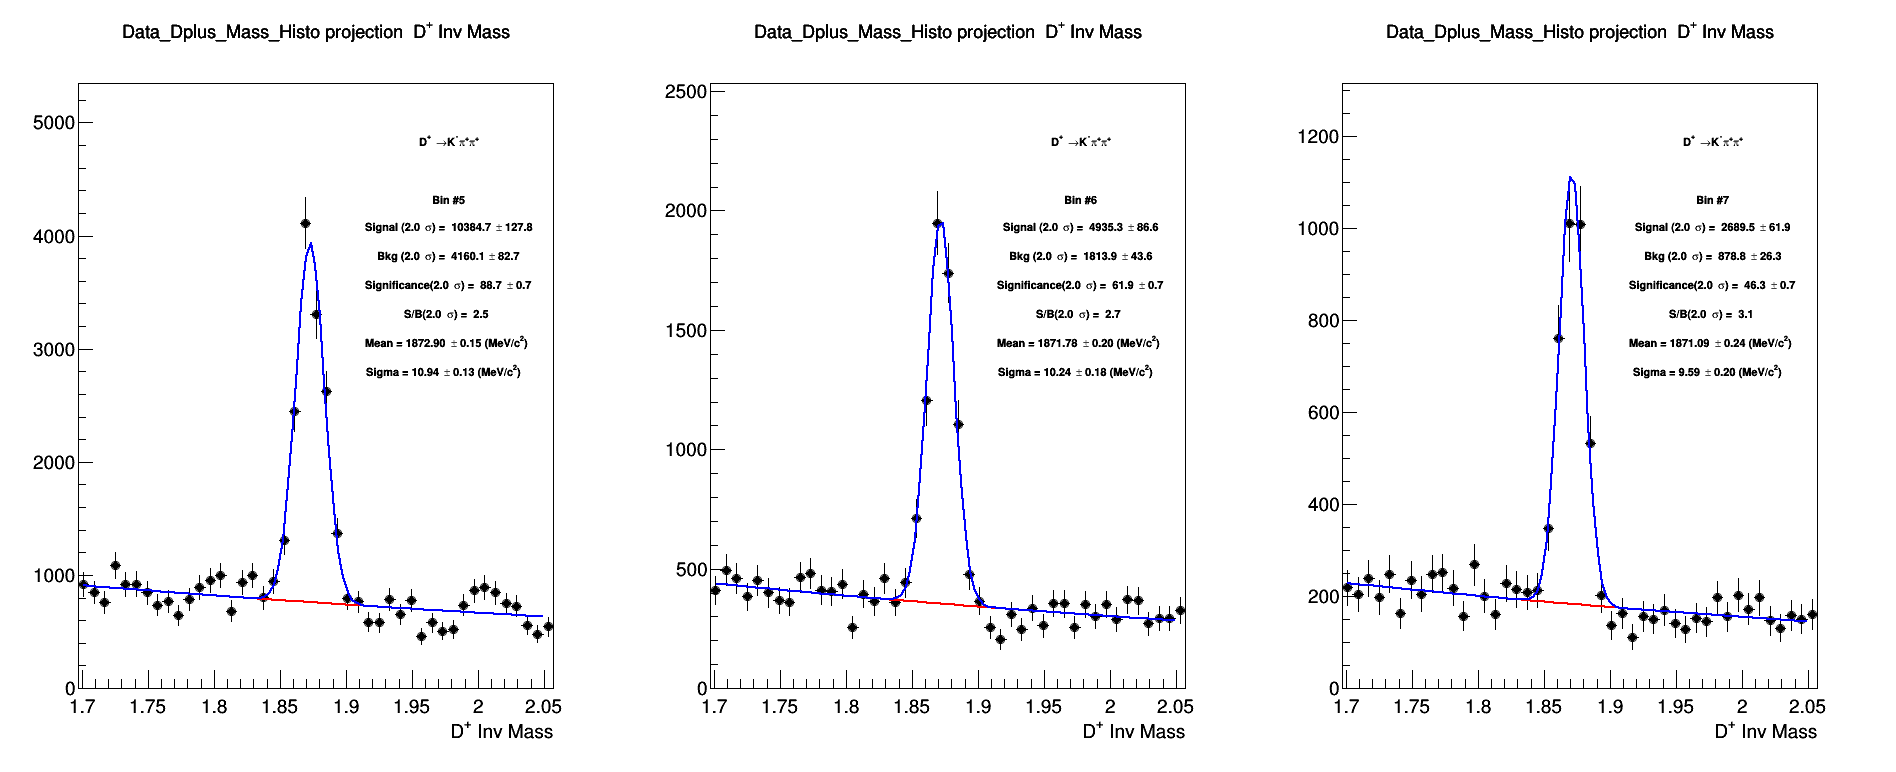 Data_Dplus_Mass_Histo projection D⁺ Inv Mass
5000
4000
3000
2000
1000
0
D⁺ →K⁻π⁺π⁺
Bin #5
Signal (2.0 σ) = 10384.7 ± 127.8
Bkg (2.0 σ) = 4160.1 ± 82.7
Significance(2.0 σ) = 88.7 ± 0.7
S/B(2.0 σ) = 2.5
Mean = 1872.90 ± 0.15 (MeV/c²)
Sigma = 10.94 ± 0.13 (MeV/c²)
1.7 1.75 1.8 1.85 1.9 1.95 2 2.05
D⁺ Inv Mass
Data_Dplus_Mass_Histo projection D⁺ Inv Mass
2500
2000
1500
1000
500
0
D⁺ →K⁻π⁺π⁺
Bin #6
Signal (2.0 σ) = 4935.3 ± 86.6
Bkg (2.0 σ) = 1813.9 ± 43.6
Significance(2.0 σ) = 61.9 ± 0.7
S/B(2.0 σ) = 2.7
Mean = 1871.78 ± 0.20 (MeV/c²)
Sigma = 10.24 ± 0.18 (MeV/c²)
1.7 1.75 1.8 1.85 1.9 1.95 2 2.05
D⁺ Inv Mass
Data_Dplus_Mass_Histo projection D⁺ Inv Mass
1200
1000
800
600
400
200
0
D⁺ →K⁻π⁺π⁺
Bin #7
Signal (2.0 σ) = 2689.5 ± 61.9
Bkg (2.0 σ) = 878.8 ± 26.3
Significance(2.0 σ) = 46.3 ± 0.7
S/B(2.0 σ) = 3.1
Mean = 1871.09 ± 0.24 (MeV/c²)
Sigma = 9.59 ± 0.20 (MeV/c²)
1.7 1.75 1.8 1.85 1.9 1.95 2 2.05
D⁺ Inv Mass